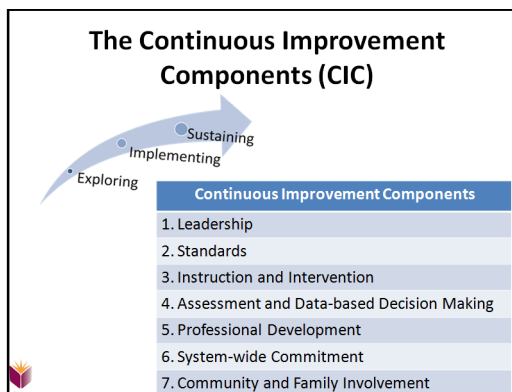 The Continuous Improvement
Components (CIC)
Sustaining
Implementing
Exploring
Continuous Improvement Components
1. Leadership
2. Standards
3. Instruction and Intervention
4. Assessment and Data-based Decision Making
5. Professional Development
6. System-wide Commitment
7. Community and Family Involvement